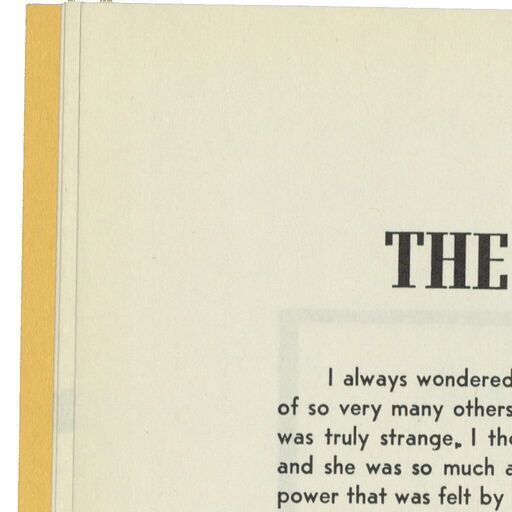 THE
I always wondered
of so very many others
was truly strange. I
and she was so much
power that was felt by